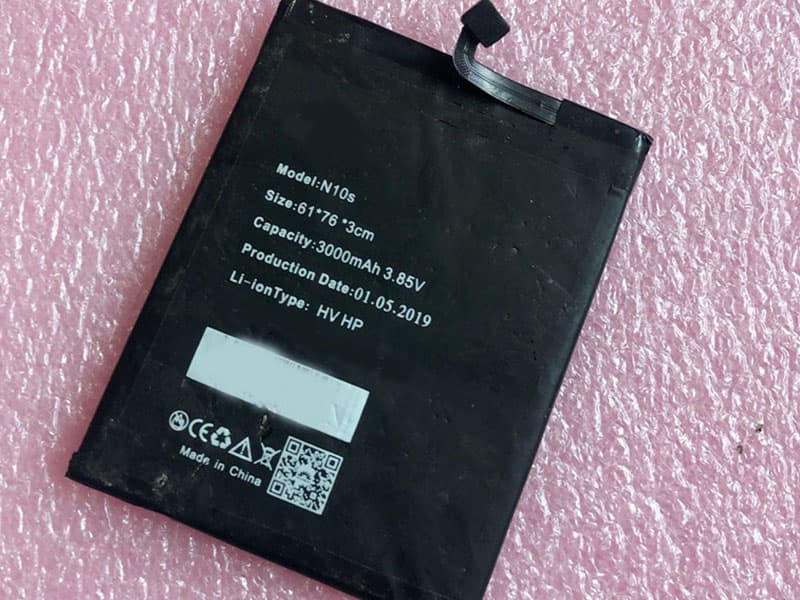 Model:N10s
Size:61*76 *3cm
Capacity:3000mAh 3.85V
Production Date:01.05.2019
Li-ionType: HV HP
CE
Made in China